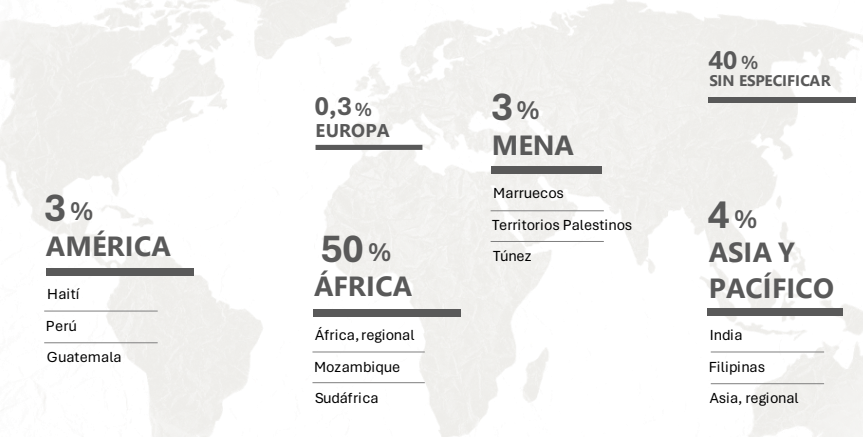 3 %
AMÉRICA
Haití
Perú
Guatemala
0,3 %
EUROPA
50 %
ÁFRICA
África, regional
Mozambique
Sudáfrica
3 %
MENA
Marruecos
Territorios Palestinos
Túnez
40 %
SIN ESPECIFICAR
4 %
ASIA Y
PACÍFICO
India
Filipinas
Asia, regional